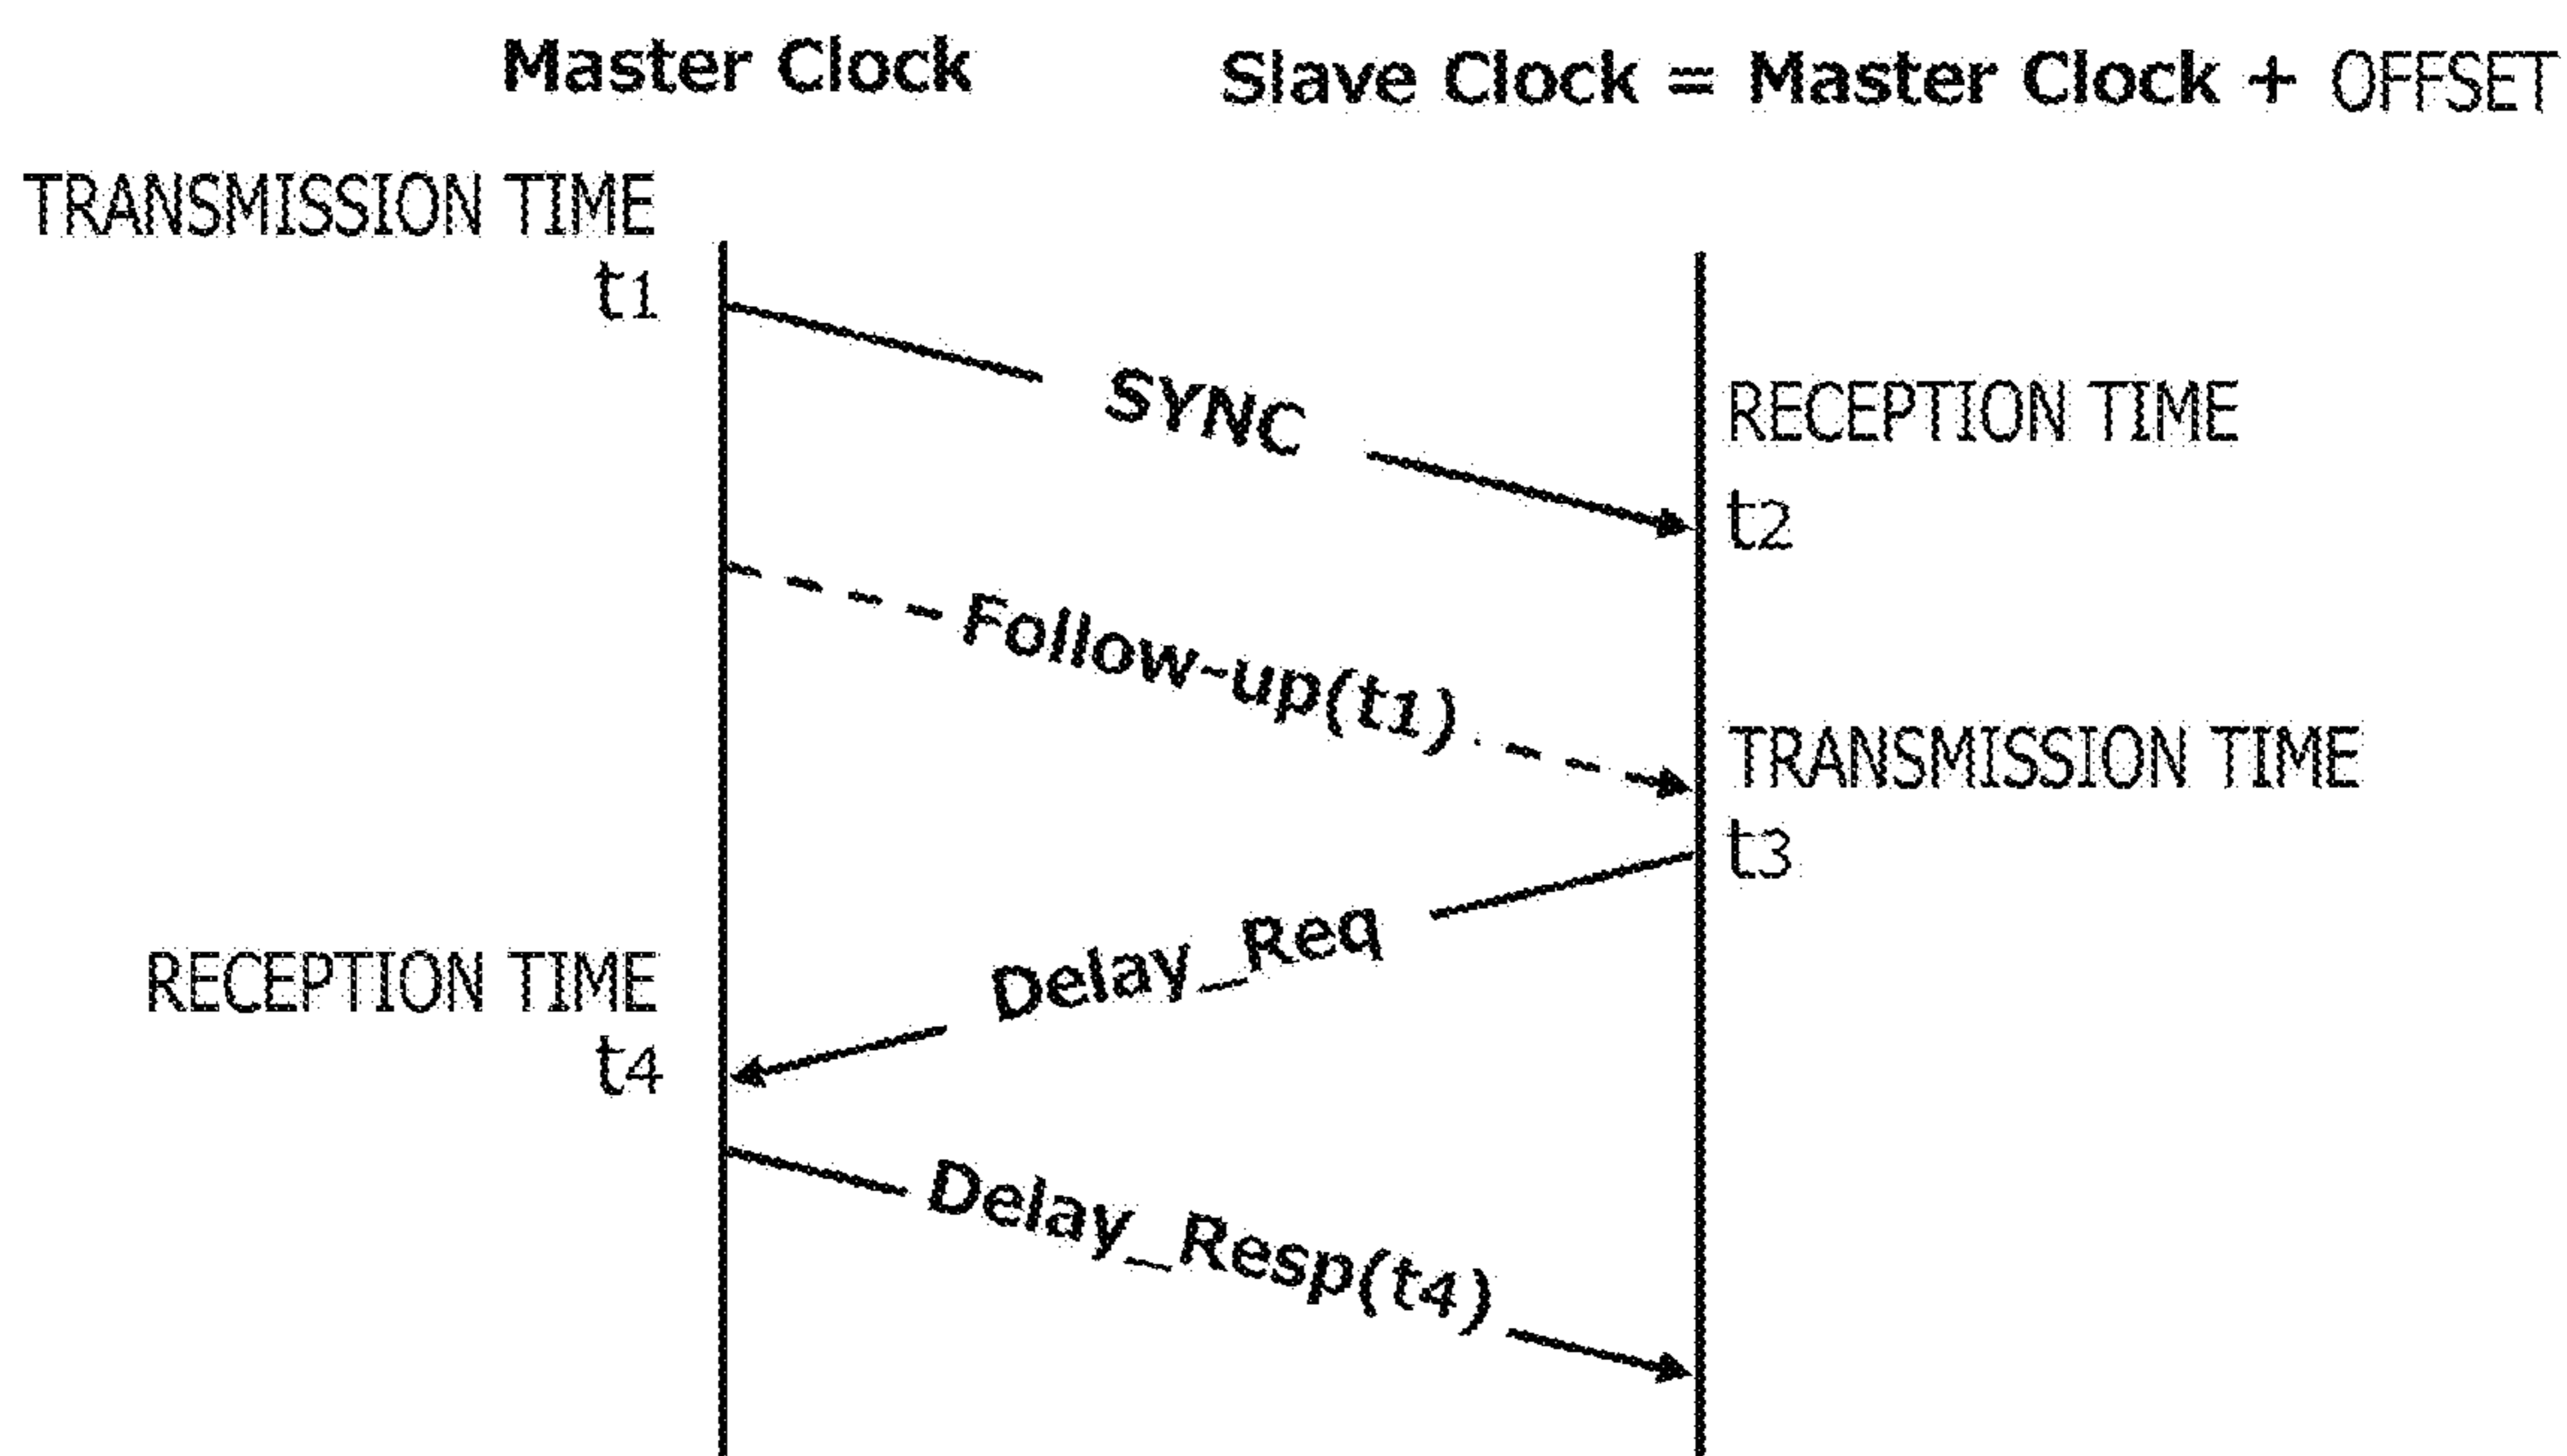 Master Clock
Slave Clock = Master Clock + OFFSET
TRANSMISSION TIME
t1
SYNC
RECEPTION TIME
t2
Follow-up(t1)
TRANSMISSION TIME
t3
Delay_Req
RECEPTION TIME
t4
Delay_Resp(t4)